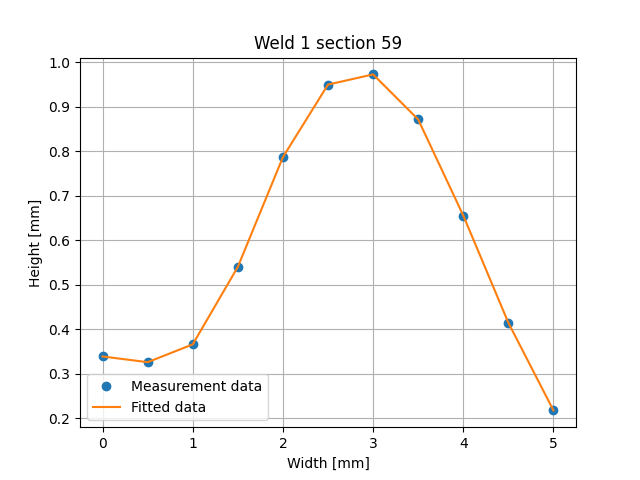 Weld 1 section 59
1.0
0.9
0.8
0.7
0.6
0.5
0.4
0.3
0.2
Height [mm]
Measurement data
Fitted data
0 1 2 3 4 5
Width [mm]